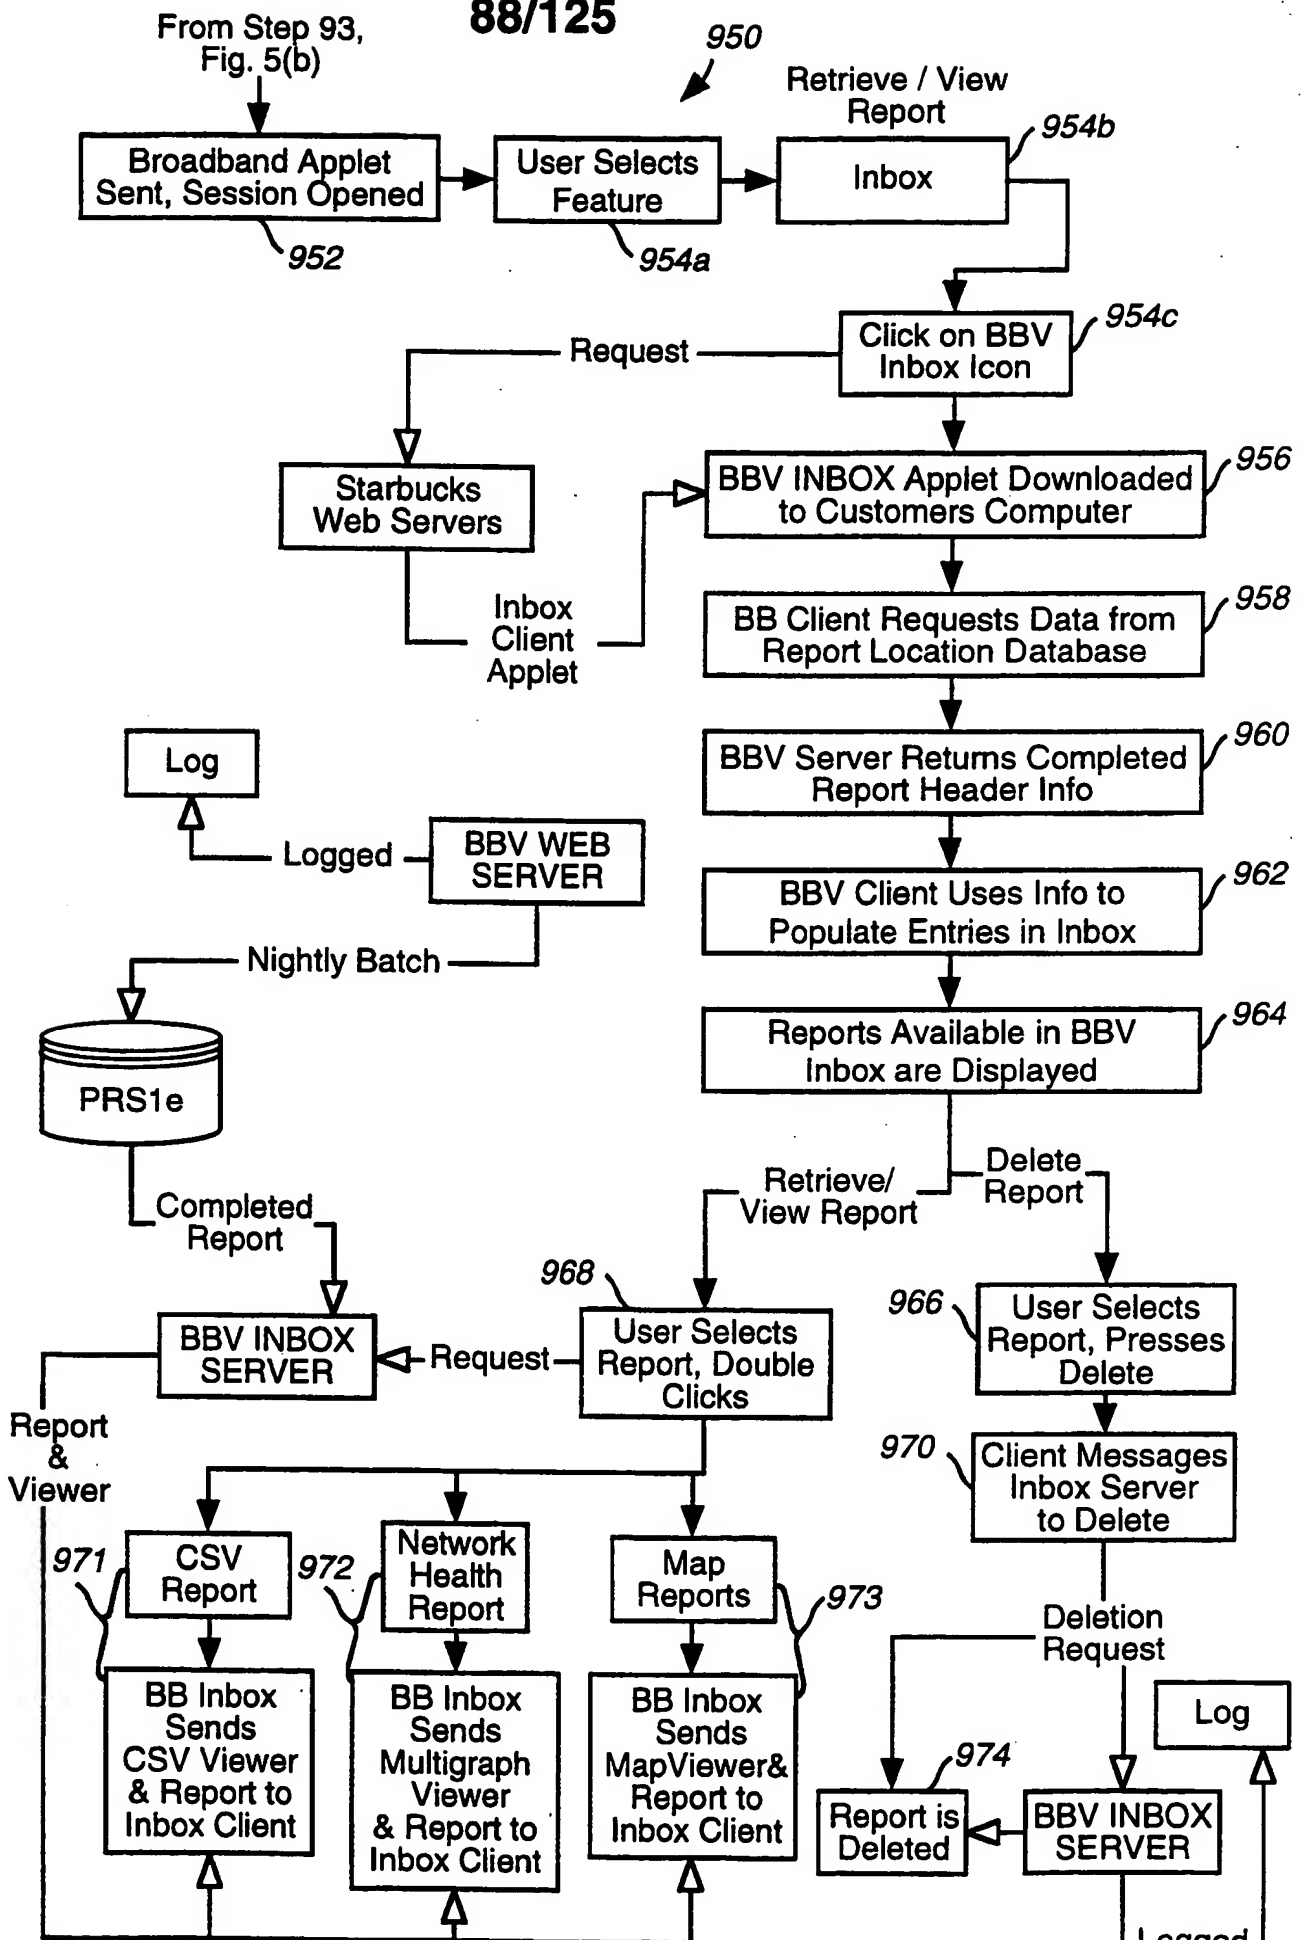 88/125
From Step 93,
Fig. 5(b)
950
Retrieve / View
Report
954b
Broadband Applet
Sent, Session Opened
952
User Selects
Feature
954a
Inbox
Click on BBV
Inbox Icon
954c
Request
Starbucks
Web Servers
BBV INBOX Applet Downloaded
to Customers Computer
956
Inbox
Client
Applet
BB Client Requests Data from
Report Location Database
958
BBV Server Returns Completed
Report Header Info
960
Log
Logged
BBV WEB
SERVER
BBV Client Uses Info to
Populate Entries in Inbox
962
Nightly Batch
Reports Available in BBV
Inbox are Displayed
964
PRS1e
Completed
Report
Retrieve/
View Report
Delete
Report
968
966
BBV INBOX
SERVER
Request
User Selects
Report, Double
Clicks
User Selects
Report, Presses
Delete
Report
&
Viewer
970
Client Messages
Inbox Server
to Delete
971
CSV
Report
972
Network
Health
Report
Map
Reports
973
Deletion
Request
BB Inbox
Sends
CSV Viewer
& Report to
Inbox Client
BB Inbox
Sends
Multigraph
Viewer
& Report to
Inbox Client
BB Inbox
Sends
MapViewer&
Report to
Inbox Client
Log
974
Report is
Deleted
BBV INBOX
SERVER
Logged